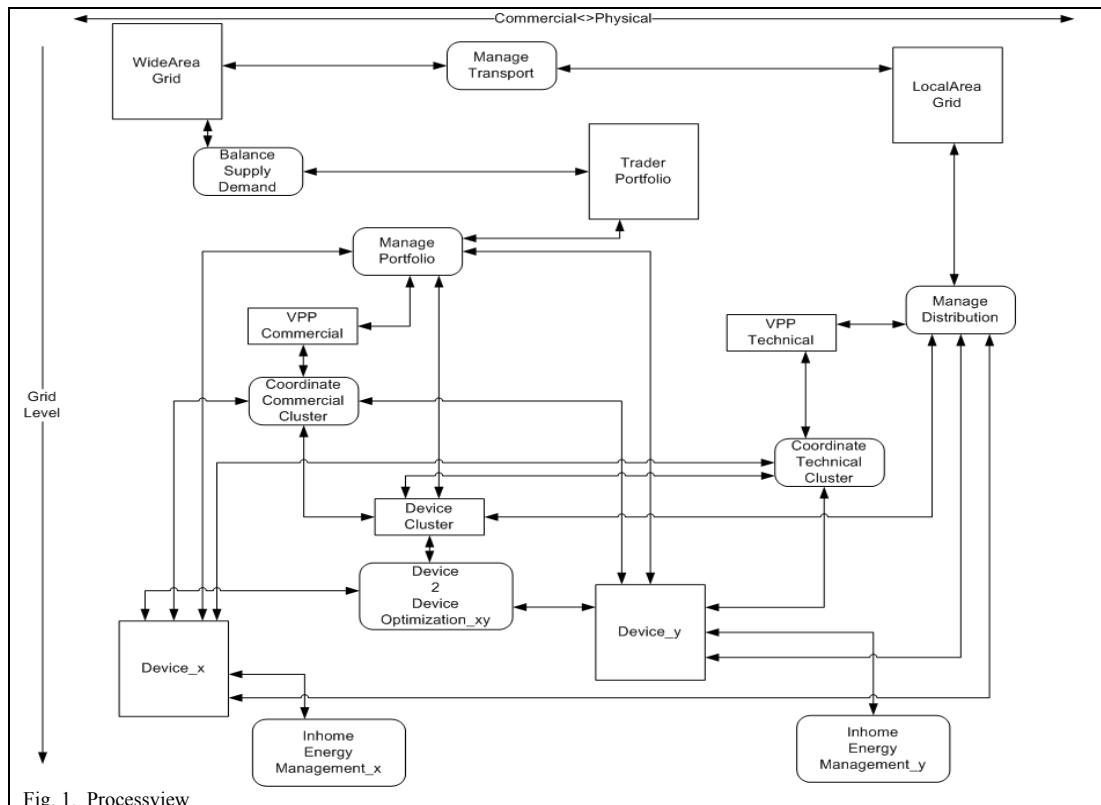 Commercial<>Physical
WideArea
Grid
Manage
Transport
LocalArea
Grid
Balance
Supply
Demand
Trader
Portfolio
Manage
Portfolio
VPP
Commercial
VPP
Technical
Manage
Distribution
Grid
Level
Coordinate
Commercial
Cluster
Coordinate
Technical
Cluster
Device
Cluster
Device
2
Device
Optimization_xy
Device_y
Device_x
Inhome
Energy
Management_x
Inhome
Energy
Management_y
Fig. 1. Processview